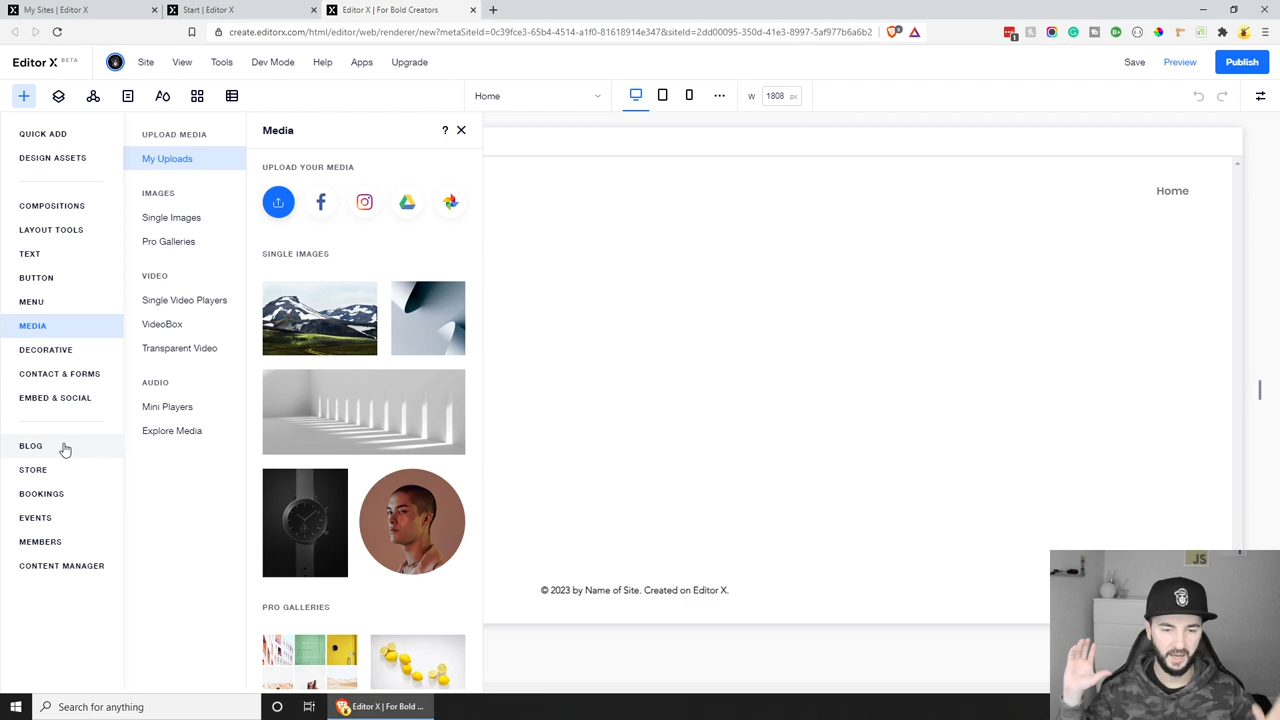 My Sites | Editor X
Start | Editor X
Editor X | For Bold Creators
create.editorx.com/html/editor/web/renderer/new?metaSiteId=0c39fce3-65b4-4514-a1f0-81618914e347&siteId=2dd00095-350d-41e3-8997-5af977b6a6b2
Editor X BETA
Site
View
Tools
Dev Mode
Help
Apps
Upgrade
Save
Preview
Publish
Home
W
1808 px
QUICK ADD
DESIGN ASSETS
COMPOSITIONS
LAYOUT TOOLS
TEXT
BUTTON
MENU
MEDIA
DECORATIVE
CONTACT & FORMS
EMBED & SOCIAL
BLOG
STORE
BOOKINGS
EVENTS
MEMBERS
CONTENT MANAGER
UPLOAD MEDIA
My Uploads
IMAGES
Single Images
Pro Galleries
VIDEO
Single Video Players
VideoBox
Transparent Video
AUDIO
Mini Players
Explore Media
Media
?
UPLOAD YOUR MEDIA
SINGLE IMAGES
PRO GALLERIES
Home
© 2023 by Name of Site. Created on Editor X.
JS
Search for anything
Editor X | For Bold ...